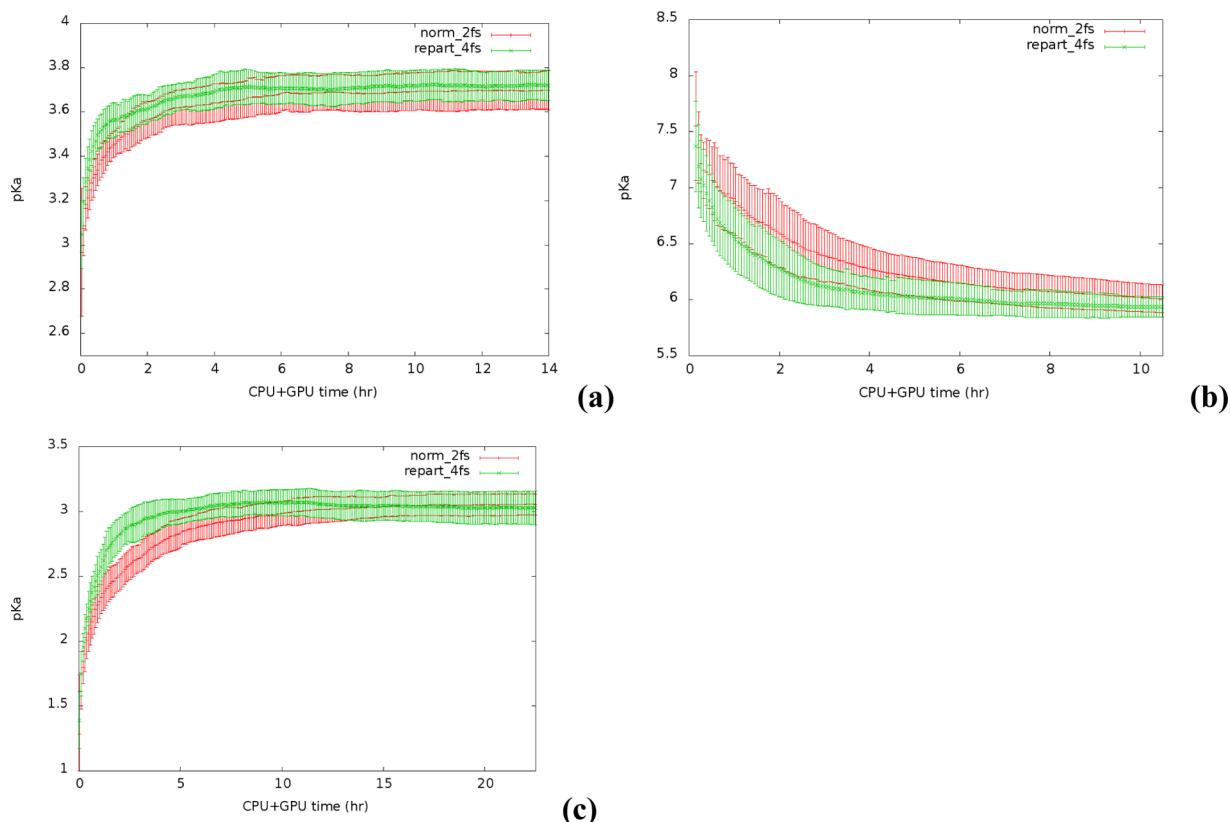 4
3.8
3.6
3.4
3.2
3
2.8
2.6
pKa
0 2 4 6 8 10 12 14
CPU+GPU time (hr)
norm_2fs
repart_4fs
(a)
8.5
8
7.5
7
6.5
6
5.5
pKa
0 2 4 6 8 10
CPU+GPU time (hr)
norm_2fs
repart_4fs
(b)
3.5
3
2.5
2
1.5
1
pKa
0 5 10 15 20
CPU+GPU time (hr)
norm_2fs
repart_4fs
(c)